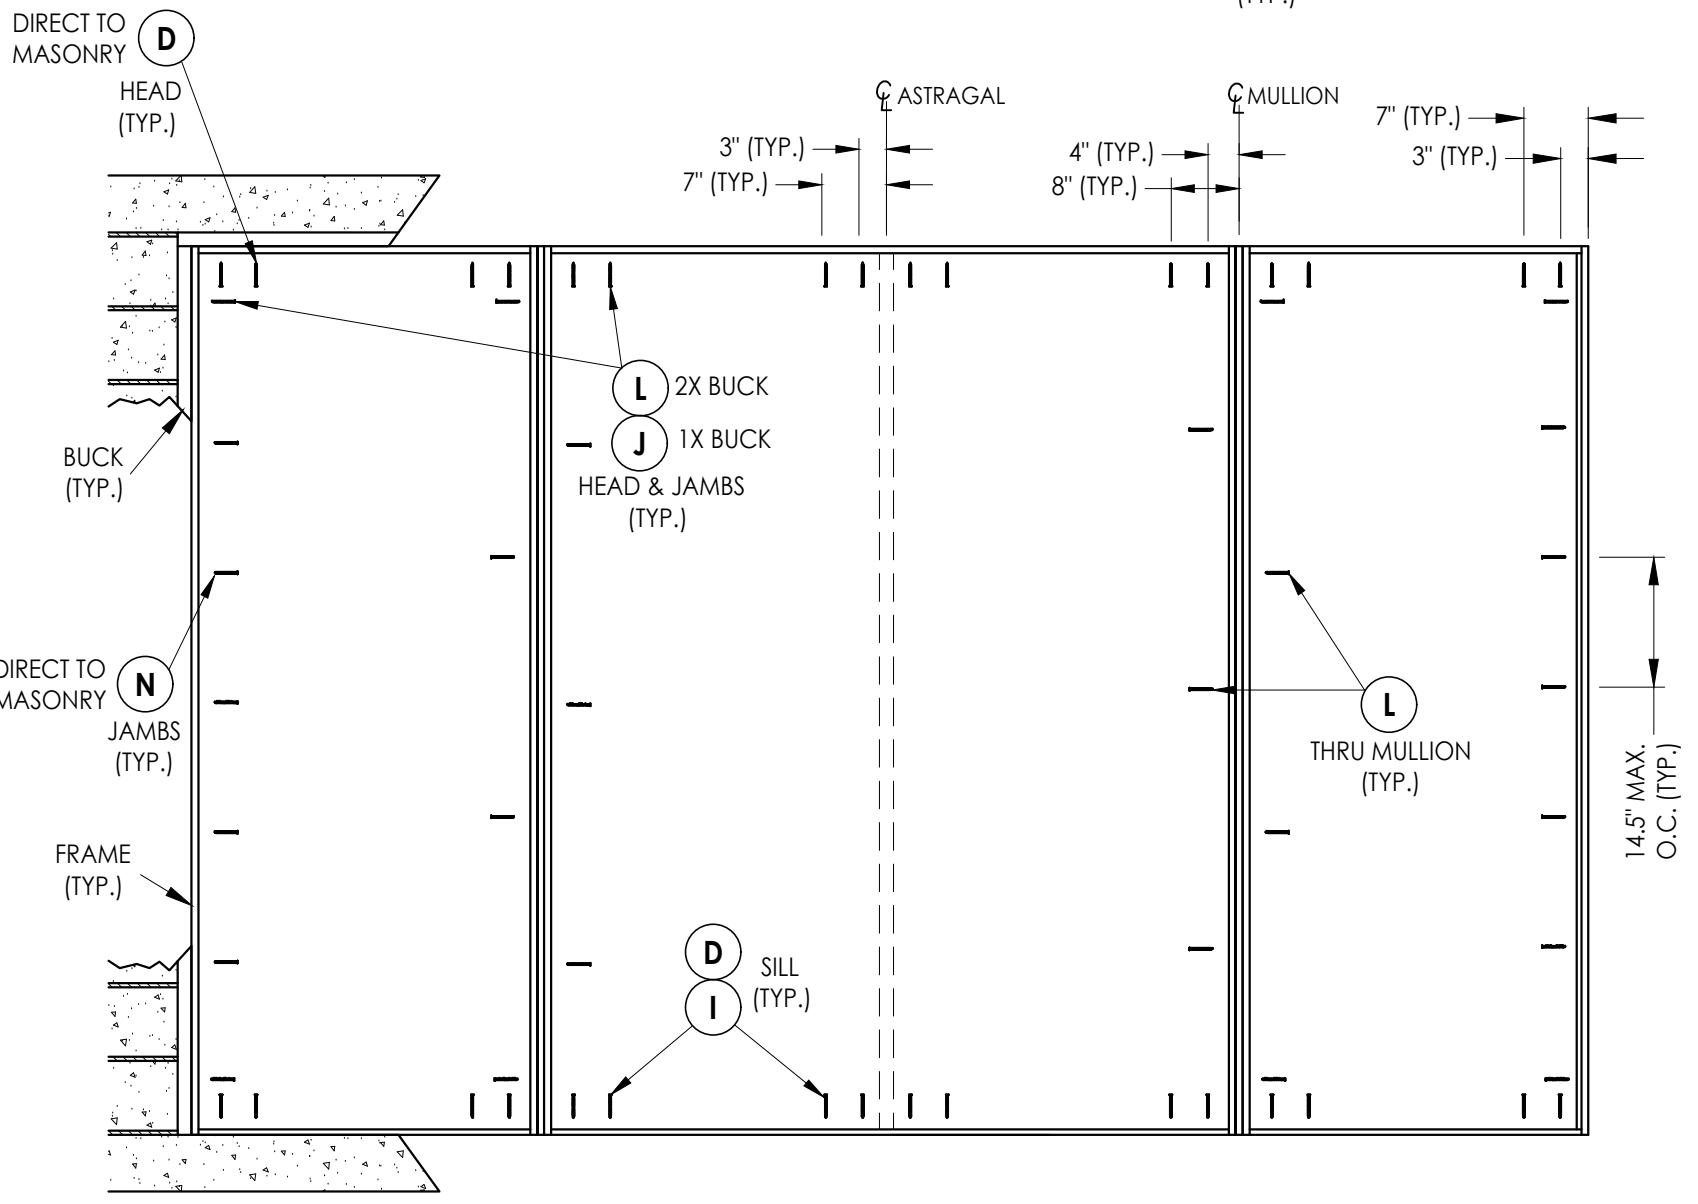 (TYP.)
DIRECT TO
MASONRY
D
HEAD
(TYP.)
ASTRAGAL
MULLION
3" (TYP.)
7" (TYP.)
4" (TYP.)
8" (TYP.)
7" (TYP.)
3" (TYP.)
L 2X BUCK
J 1X BUCK
HEAD & JAMBS
(TYP.)
BUCK
(TYP.)
DIRECT TO
MASONRY
N
JAMBS
(TYP.)
L
THRU MULLION
(TYP.)
14.5" MAX.
O.C. (TYP.)
FRAME
(TYP.)
D
I
SILL
(TYP.)